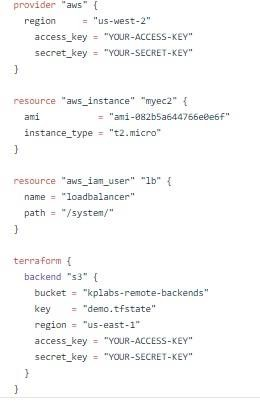 provider "aws" {
region = "us-west-2"
access_key = "YOUR-ACCESS-KEY"
secret_key = "YOUR-SECRET-KEY"
}
resource "aws_instance" "myec2" {
ami = "ami-082b5a644766e0e6f"
instance_type = "t2.micro"
}
resource "aws_iam_user" "lb" {
name = "loadbalancer"
path = "/system/"
}
terraform {
backend "s3" {
bucket = "kplabs-remote-backends"
key = "demo.tfstate"
region = "us-east-1"
access_key = "YOUR-ACCESS-KEY"
secret_key = "YOUR-SECRET-KEY"
}
}